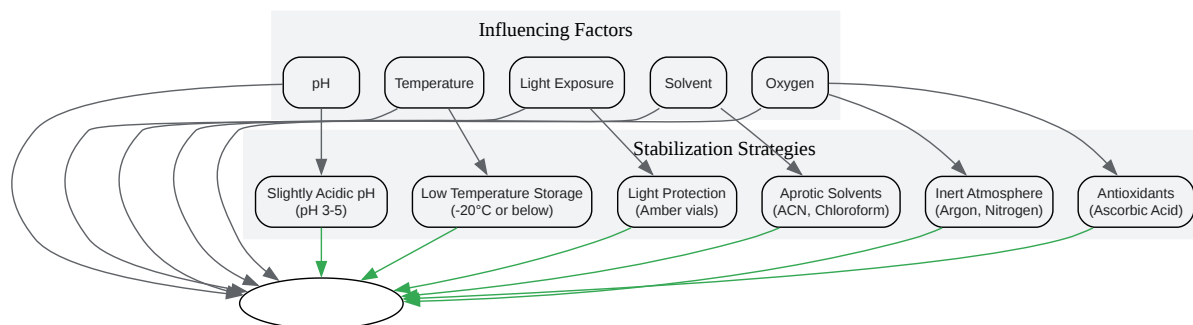 Influencing Factors
pH
Temperature
Light Exposure
Solvent
Oxygen
Stabilization Strategies
Slightly Acidic pH
(pH 3-5)
Low Temperature Storage
(-20°C or below)
Light Protection
(Amber vials)
Aprotic Solvents
(ACN, Chloroform)
Inert Atmosphere
(Argon, Nitrogen)
Antioxidants
(Ascorbic Acid)